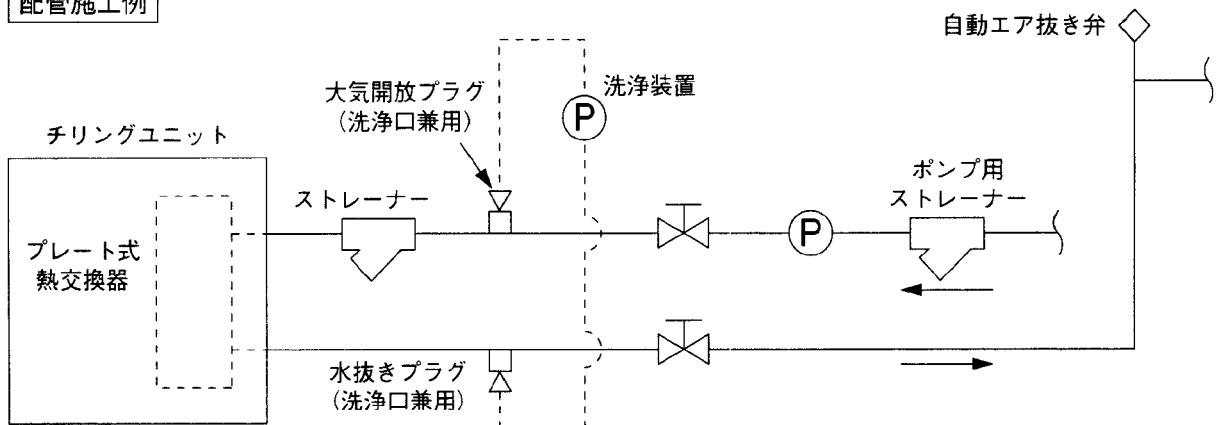 配管施工例
自動エア抜き弁
大気開放プラグ
(洗浄口兼用)
洗浄装置
P
チリングユニット
ストレーナー
ポンプ用
ストレーナー
P
プレート式
熱交換器
水抜きプラグ
(洗浄口兼用)